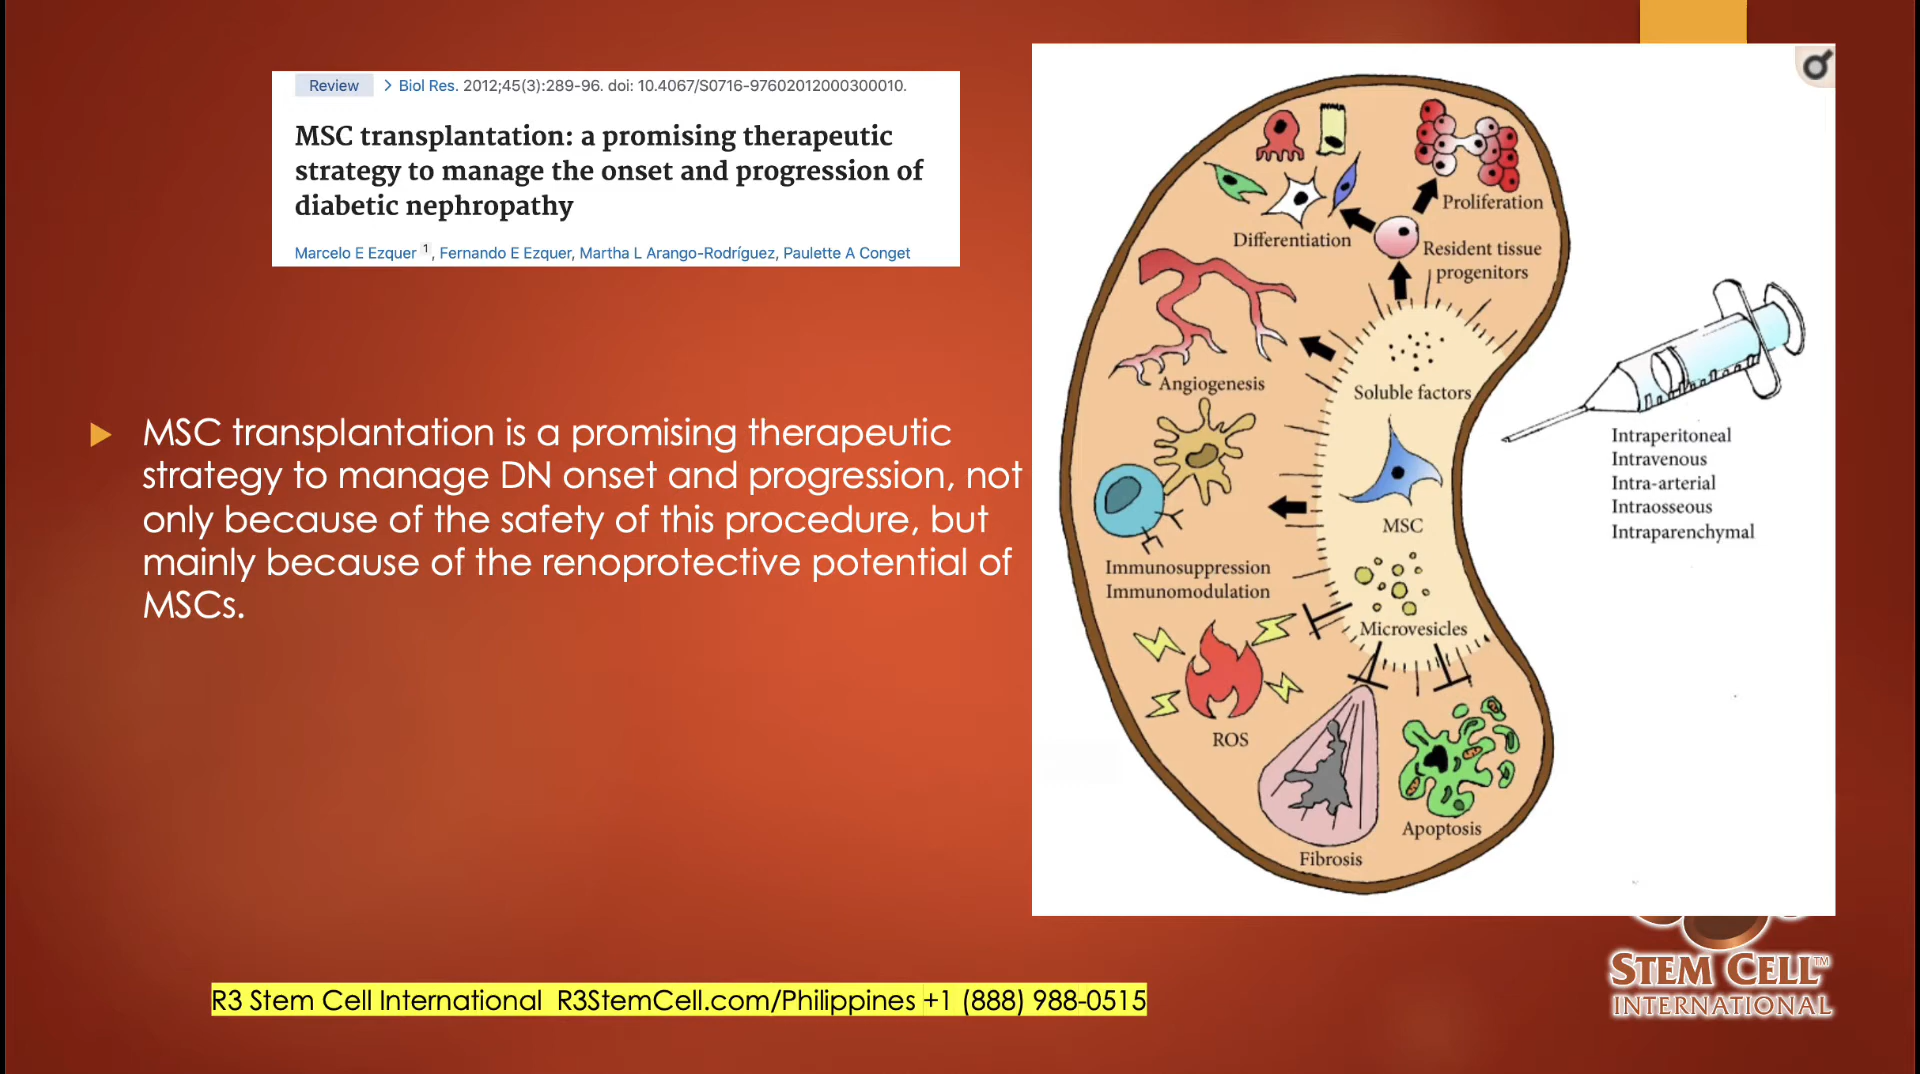 Review > Biol Res. 2012;45(3):289-96. doi: 10.4067/S0716-97602012000300010.
MSC transplantation: a promising therapeutic
strategy to manage the onset and progression of
diabetic nephropathy
Marcelo E Ezquer 1, Fernando E Ezquer, Martha L Arango-Rodríguez, Paulette A Conget
MSC transplantation is a promising therapeutic
strategy to manage DN onset and progression, not
only because of the safety of this procedure, but
mainly because of the renoprotective potential of
MSCs.
Proliferation
Differentiation
Resident tissue
progenitors
Angiogenesis
Soluble factors
MSC
Immunosuppression
Immunomodulation
Microvesicles
ROS
Fibrosis
Apoptosis
Intraperitoneal
Intravenous
Intra-arterial
Intraosseous
Intraparenchymal
R3 Stem Cell International R3StemCell.com/Philippines +1 (888) 988-0515
STEM CELL™
INTERNATIONAL